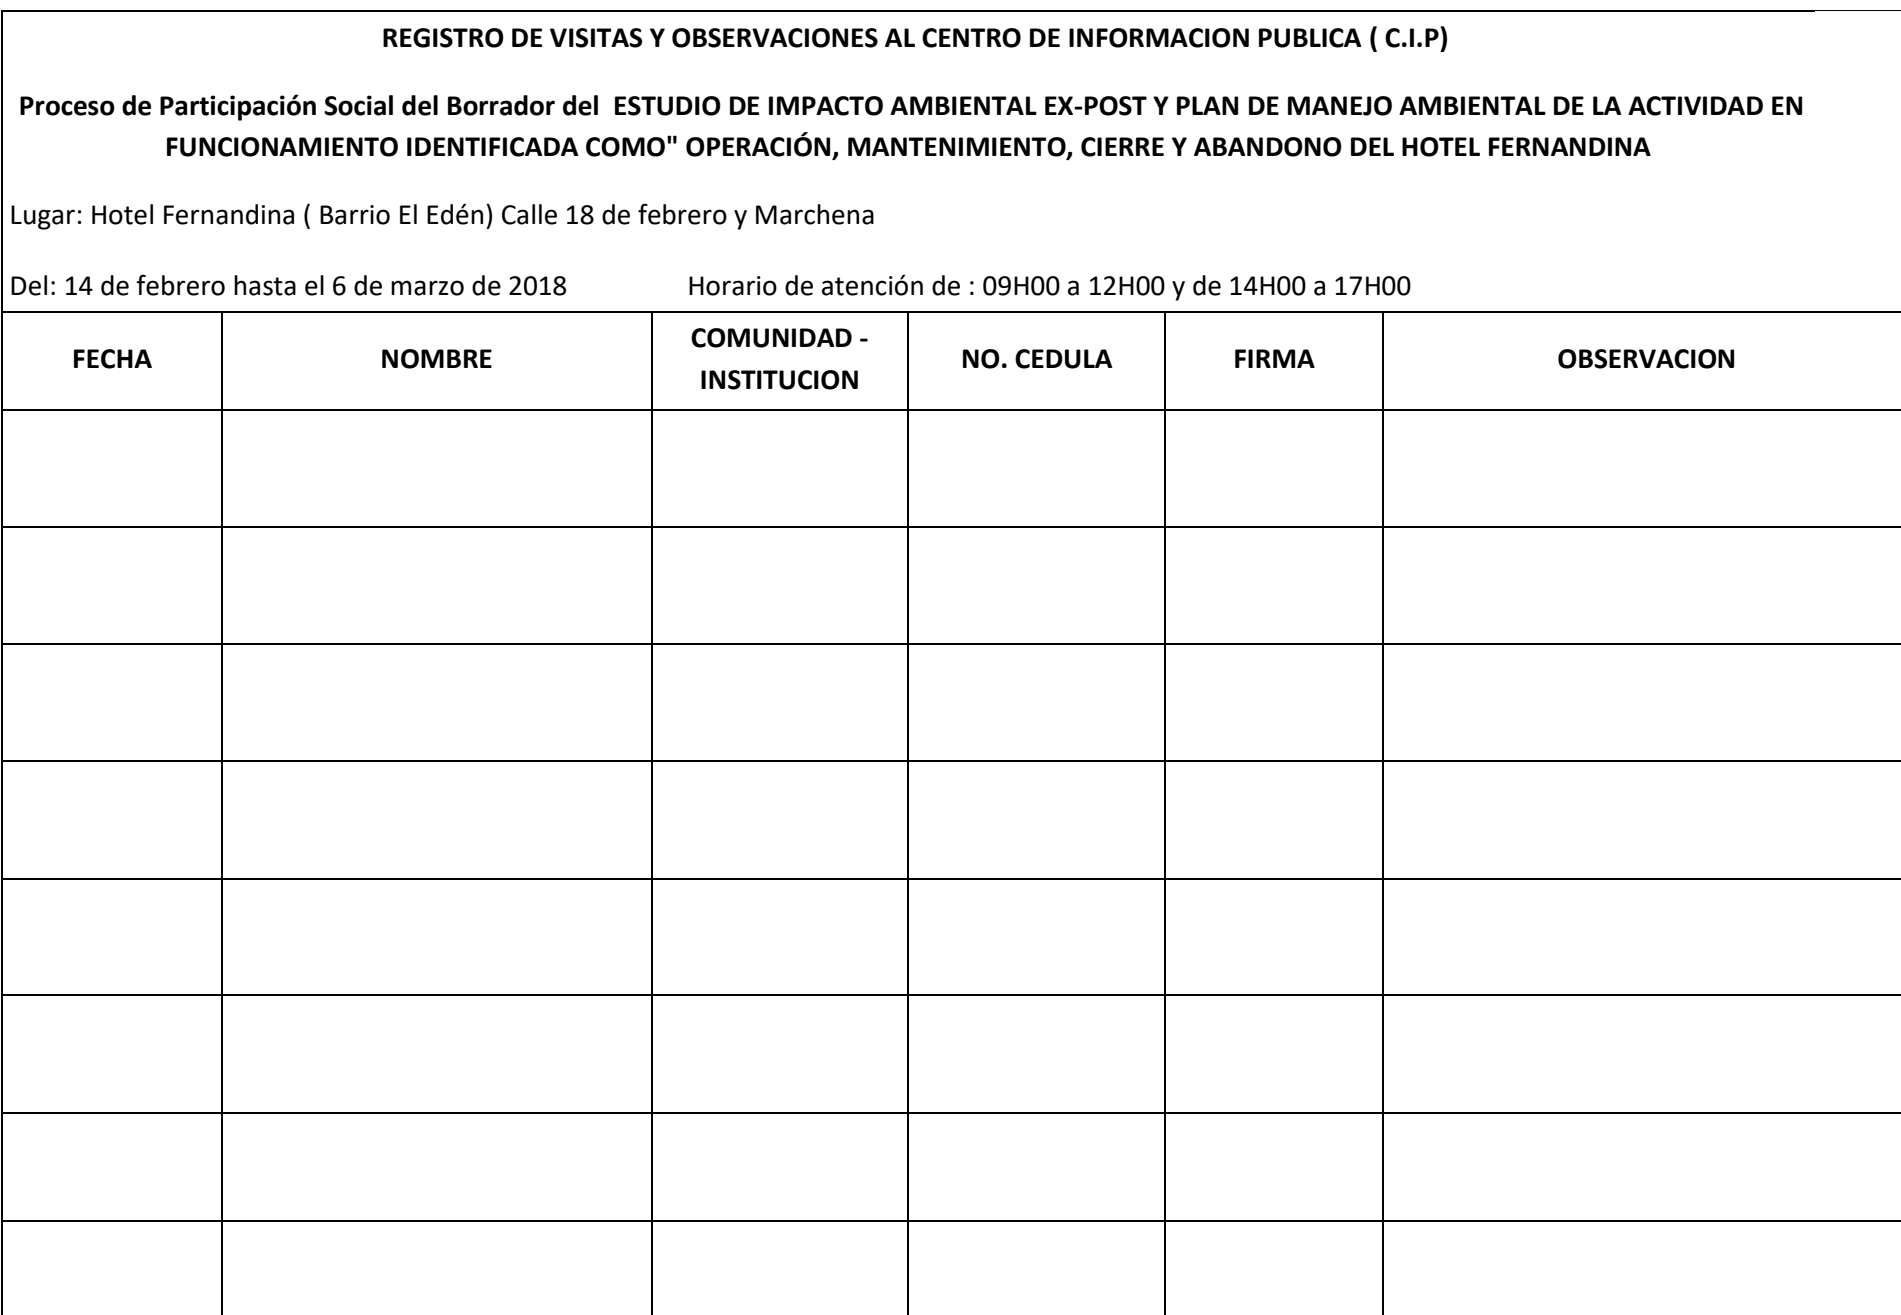 REGISTRO DE VISITAS Y OBSERVACIONES AL CENTRO DE INFORMACION PUBLICA ( C.I.P)
Proceso de Participación Social del Borrador del  ESTUDIO DE IMPACTO AMBIENTAL EX-POST Y PLAN DE MANEJO AMBIENTAL DE LA ACTIVIDAD EN
FUNCIONAMIENTO IDENTIFICADA COMO" OPERACIÓN, MANTENIMIENTO, CIERRE Y ABANDONO DEL HOTEL FERNANDINA
Lugar: Hotel Fernandina ( Barrio El Edén) Calle 18 de febrero y Marchena
Del: 14 de febrero hasta el 6 de marzo de 2018 Horario de atención de : 09H00 a 12H00 y de 14H00 a 17H00
FECHA NOMBRE COMUNIDAD - NO. CEDULA FIRMA OBSERVACION
INSTITUCION